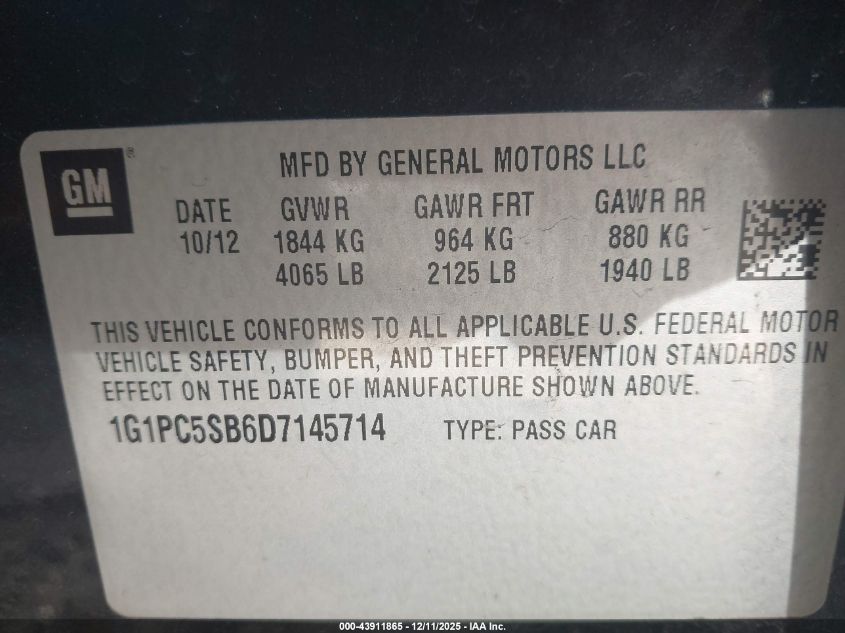 GM®
MFD BY GENERAL MOTORS LLC
DATE GVWR GAWR FRT GAWR RR
10/12 1844 KG 964 KG 880 KG
4065 LB 2125 LB 1940 LB
THIS VEHICLE CONFORMS TO ALL APPLICABLE U.S. FEDERAL MOTOR
VEHICLE SAFETY, BUMPER, AND THEFT PREVENTION STANDARDS IN
EFFECT ON THE DATE OF MANUFACTURE SHOWN ABOVE.
1G1PC5SB6D7145714 TYPE: PASS CAR
000-43911865 - 12/11/2025 - IAA Inc.